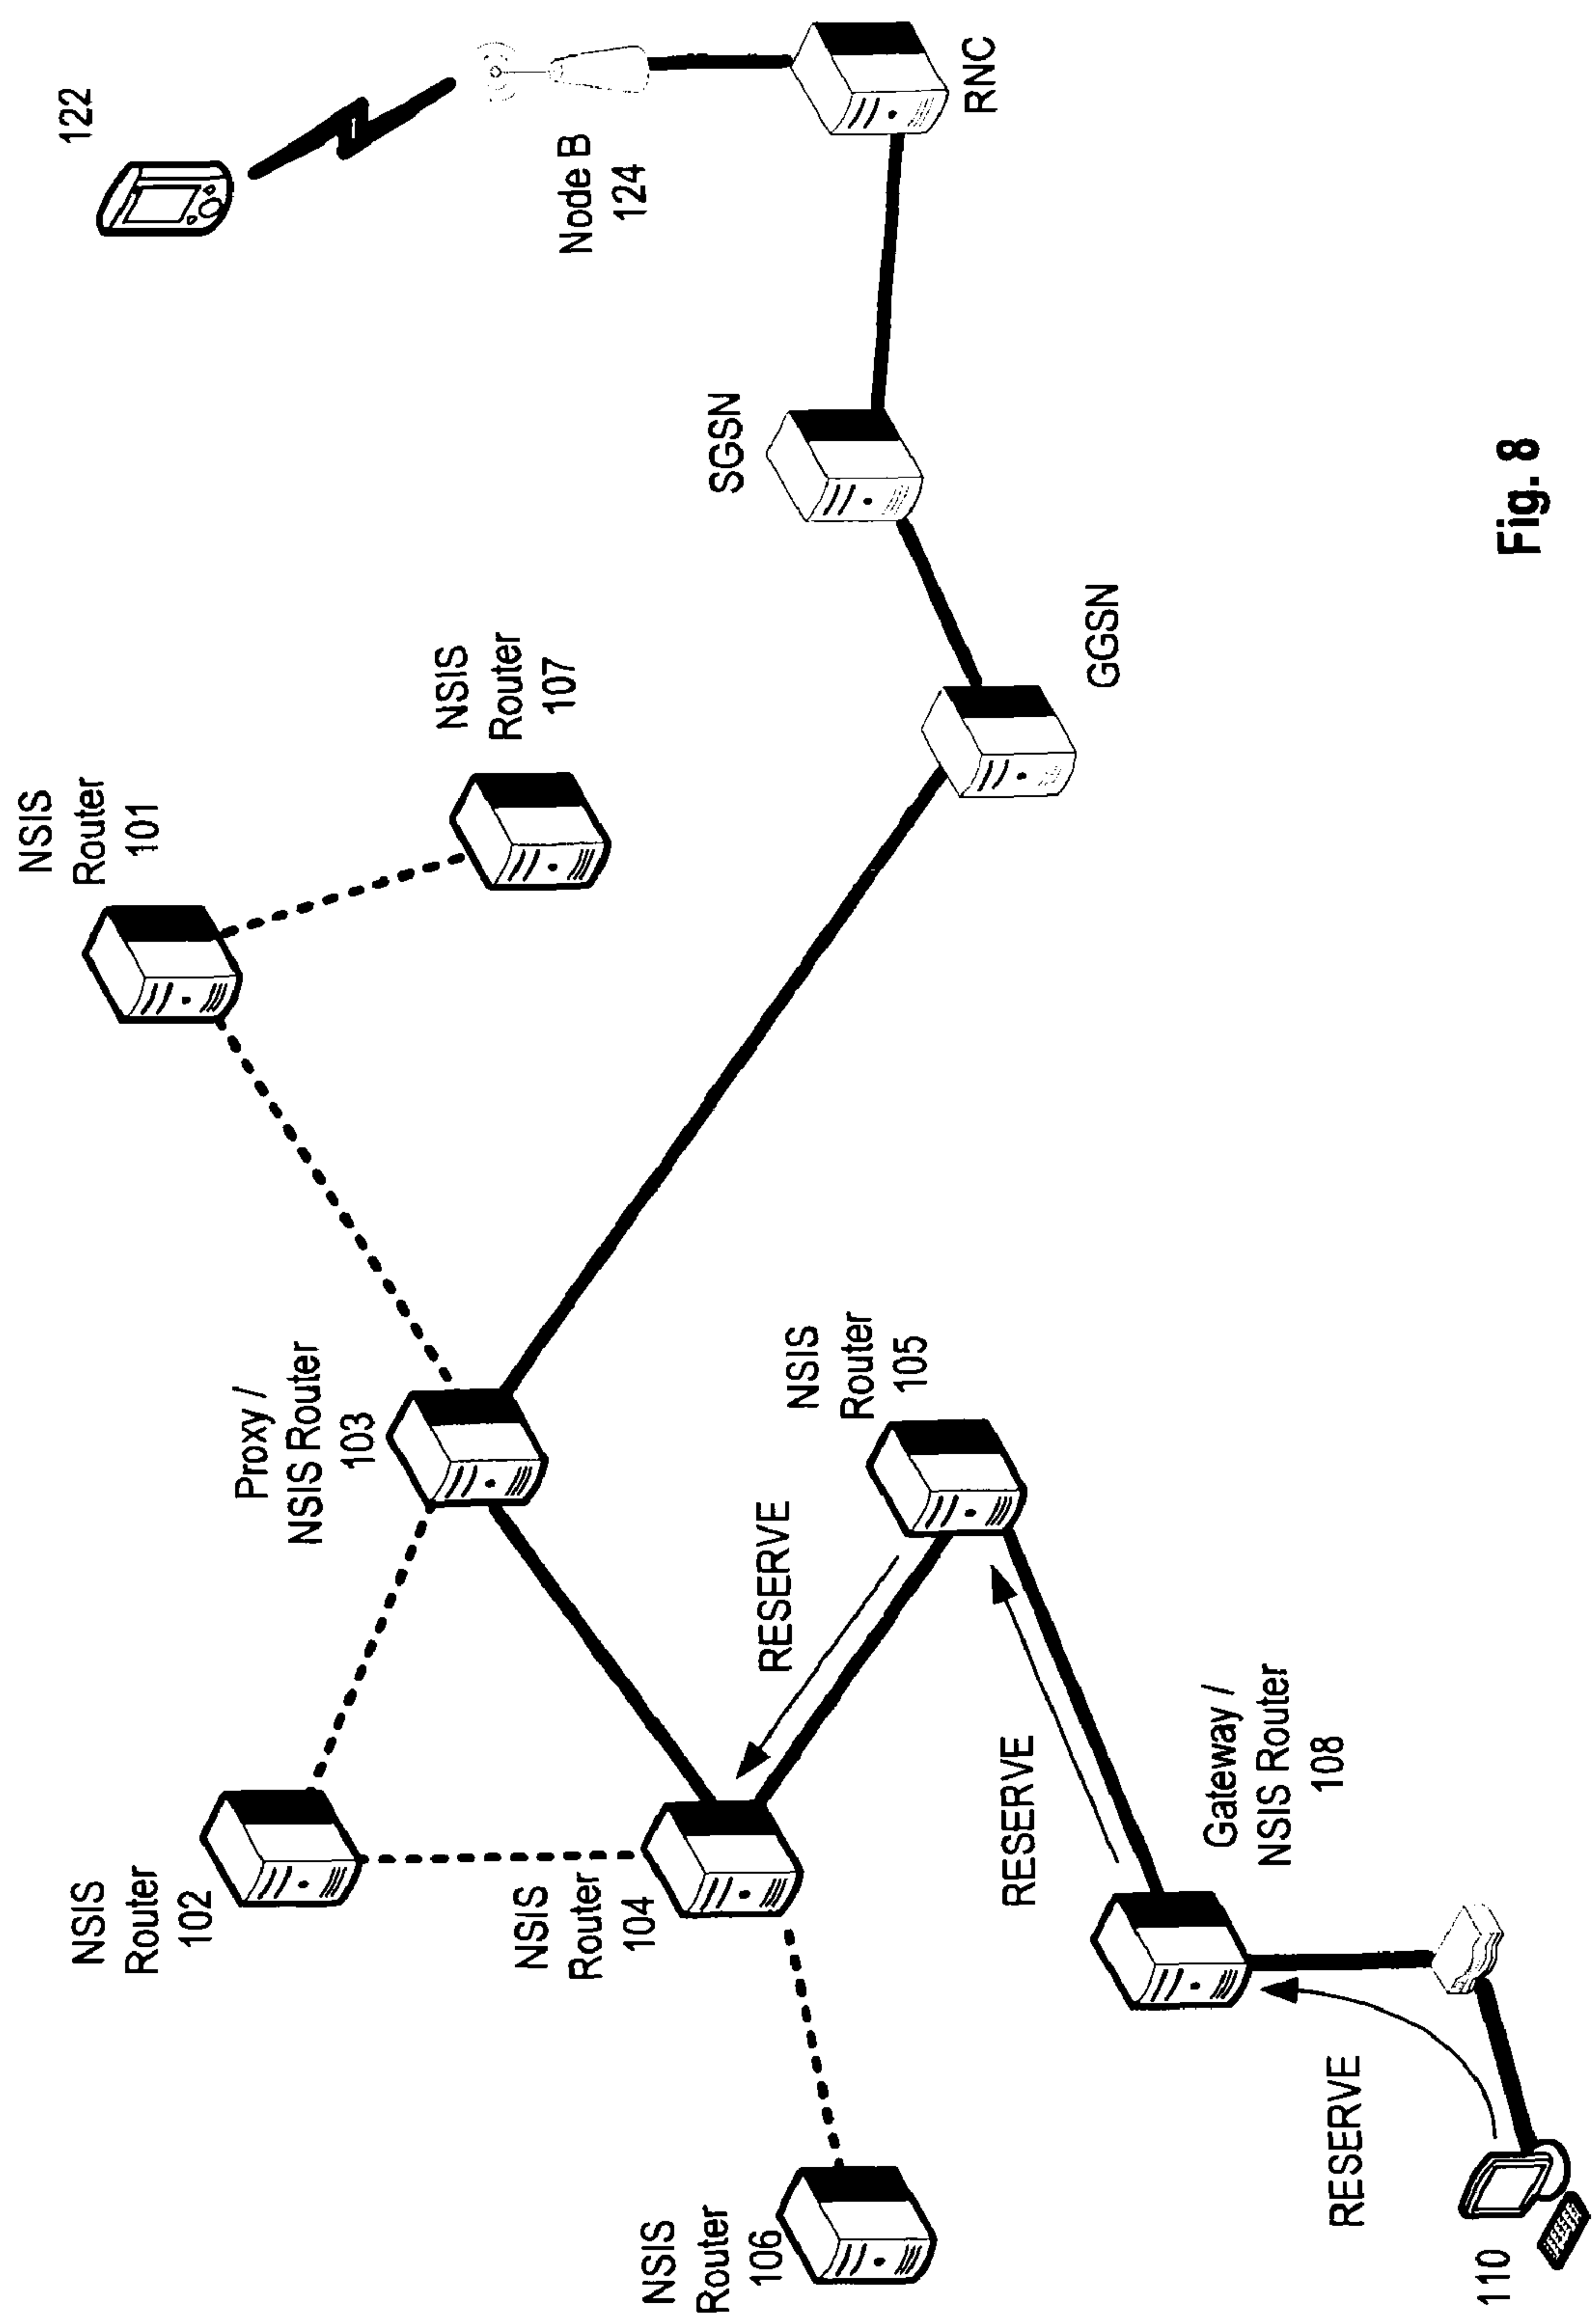 122
Node B
124
RNC
SGSN
GGSN
NSIS
Router
101
NSIS
Router
107
Proxy /
NSIS Router
103
NSIS
Router
105
NSIS
Router
102
NSIS
Router
104
RESERVE
RESERVE
Gateway /
NSIS Router
108
NSIS
Router
106
RESERVE
110
Fig. 8